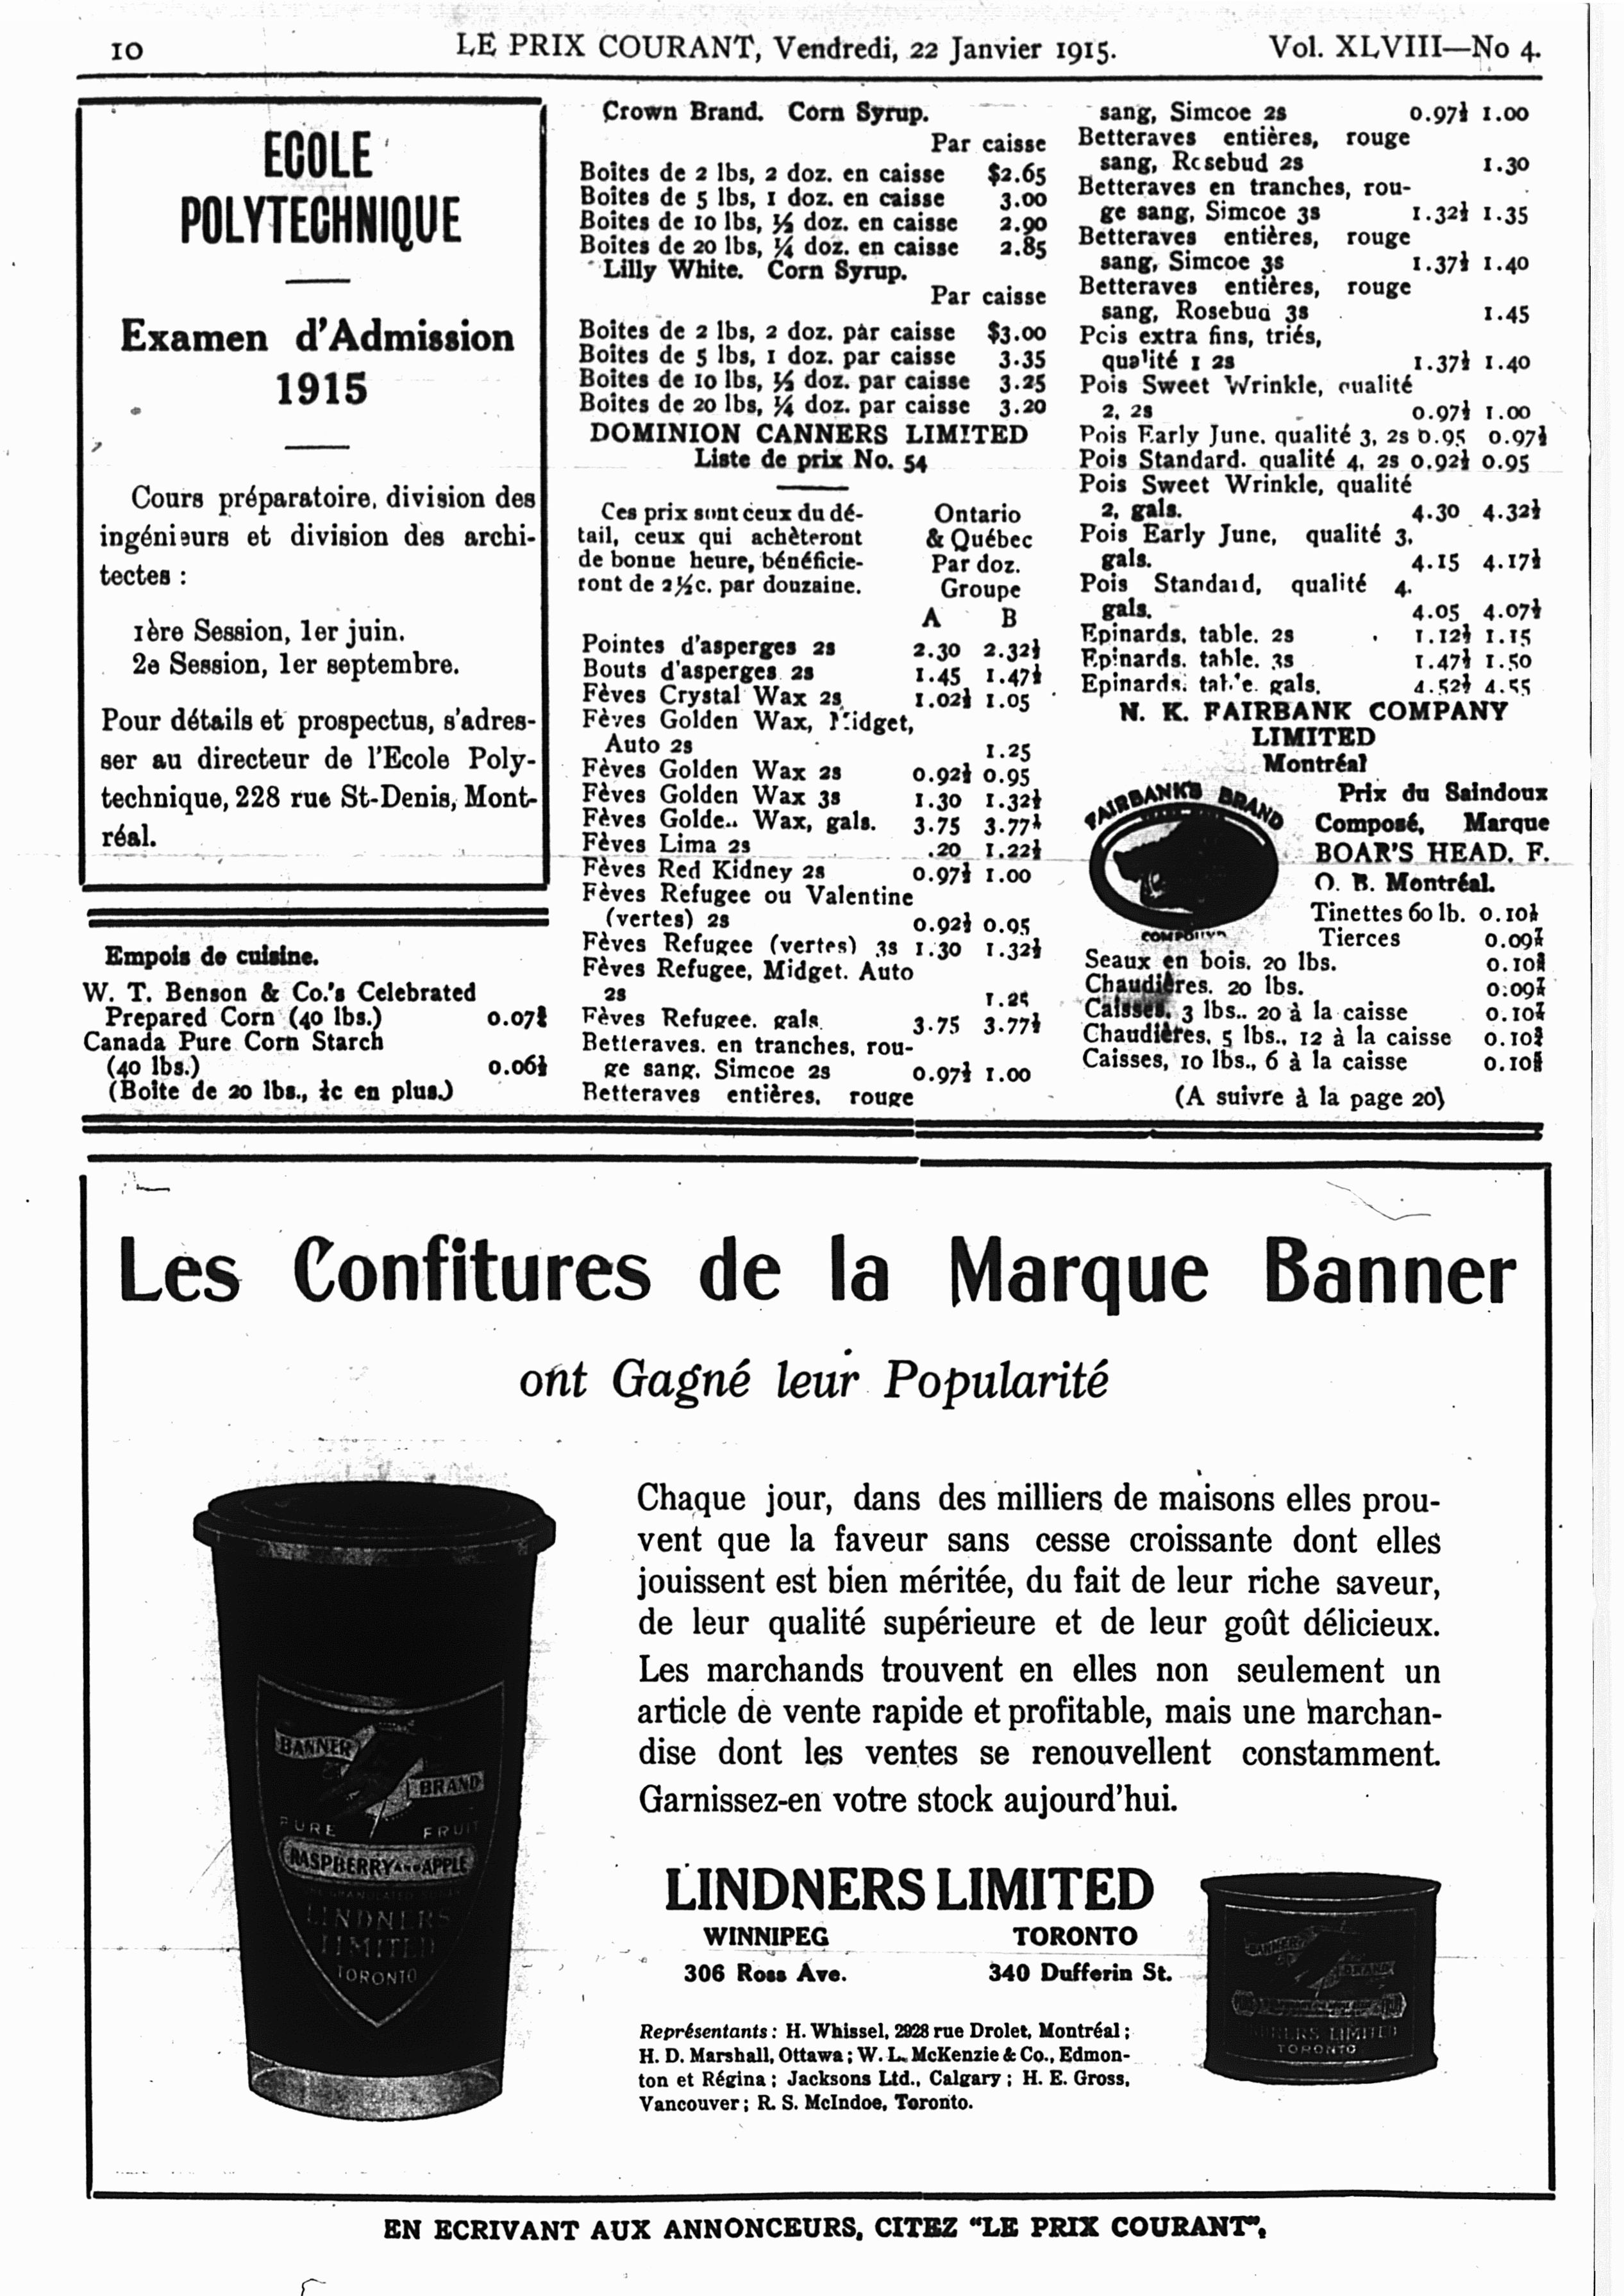 10
LE PRIX COURANT, Vendredi, 22 Janvier 1915.
Vol. XLVIII—No 4.
ECOLE
POLYTECHNIQUE
Examen d'Admission
1915
Cours préparatoire, division des
ingénieurs et division des archi-
tectes :
1ère Session, 1er juin.
2e Session, 1er septembre.
Pour détails et prospectus, s'adres-
ser au directeur de l'Ecole Poly-
technique, 228 rue St-Denis, Mont-
réal.
Empois de cuisine.
W. T. Benson & Co.'s Celebrated
Prepared Corn (40 lbs.)
Canada Pure Corn Starch
(40 lbs.) 0.06½
(Boite de 20 lbs., ¼c en plus.)
Crown Brand. Corn Syrup.
Par caisse
Boites de 2 lbs, 2 doz. en caisse $2.65
Boites de 5 lbs, 1 doz. en caisse 3.00
Boites de 10 lbs, ½ doz. en caisse 2.90
Boites de 20 lbs, ¼ doz. en caisse 2.85
Lilly White. Corn Syrup.
Par caisse
Boites de 2 lbs, 2 doz. par caisse $3.00
Boites de 5 lbs, 1 doz. par caisse 3.35
Boites de 10 lbs, ½ doz. par caisse 3.25
Boites de 20 lbs, ¼ doz. par caisse 3.20
DOMINION CANNERS LIMITED
Liste de prix No. 54
Ces prix sont ceux du dé-
tail, ceux qui achèteront
de bonne heure, bénéficie-
ront de 2½c. par douzaine.
Ontario
& Québec
Par doz.
Groupe
A B
Pointes d'asperges 2s 2.30 2.32½
Bouts d'asperges 2s 1.45 1.47½
Fèves Crystal Wax 2s 1.02½ 1.05
Fèves Golden Wax, Midget,
Auto 2s 1.25
Fèves Golden Wax 2s 0.92½ 0.95
Fèves Golden Wax 3s 1.30 1.32½
Fèves Golde.. Wax, gals. 3.75 3.77½
Fèves Lima 2s .20 1.22½
Fèves Red Kidney 2s 0.97½ 1.00
Fèves Refugee ou Valentine
(vertes) 2s 0.92½ 0.95
Fèves Refugee (vertes) 3s 1.30 1.32½
Fèves Refugee, Midget. Auto
2s 1.25
Fèves Refugee. gals. 3.75 3.77½
Betteraves. en tranches, rou-
ge sang, Simcoe 2s 0.97½ 1.00
Betteraves entières, rouge
sang, Simcoe 2s 0.97½ 1.00
Betteraves entières, rouge
sang, Rosebud 2s 1.30
Betteraves en tranches, rou-
ge sang, Simcoe 3s 1.32½ 1.35
Betteraves entières, rouge
sang, Simcoe 3s 1.37½ 1.40
Betteraves entières, rouge
sang, Rosebud 3s 1.45
Pois extra fins, triés,
qualité 1 2s 1.37½ 1.40
Pois Sweet Wrinkle, qualité
2, 2s 0.97½ 1.00
Pois Early June. qualité 3, 2s 0.95 0.97½
Pois Standard. qualité 4, 2s 0.92½ 0.95
Pois Sweet Wrinkle, qualité
2, gals. 4.30 4.32½
Pois Early June, qualité 3,
gals. 4.15 4.17½
Pois Standard, qualité 4,
gals. 4.05 4.07½
Epinards, table. 2s 1.12½ 1.15
Epinards. table. 3s 1.47½ 1.50
Epinards. table. gals. 4.52½ 4.55
N. K. FAIRBANK COMPANY
LIMITED
Montréal
FAIRBANK'S BRAND
COMPOUND
Prix du Saindoux
Composé, Marque
BOAR'S HEAD. F.
O. B. Montréal.
Tinettes 60 lb.
Tierces
Seaux en bois. 20 lbs.
Chaudières. 20 lbs.
Caisses, 3 lbs.. 20 à la caisse
Chaudières, 5 lbs., 12 à la caisse
Caisses, 10 lbs., 6 à la caisse
(A suivre à la page 20)
Les Confitures de la Marque Banner
ont Gagné leur Popularité
Chaque jour, dans des milliers de maisons elles prou-
vent que la faveur sans cesse croissante dont elles
jouissent est bien méritée, du fait de leur riche saveur,
de leur qualité supérieure et de leur goût délicieux.
Les marchands trouvent en elles non seulement un
article de vente rapide et profitable, mais une marchan-
dise dont les ventes se renouvellent constamment.
Garnissez-en votre stock aujourd'hui.
BANNER
BRAND
PURE FRUIT
RASPBERRY AND APPLE
LINDNERS
LIMITED
TORONTO
LINDNERS LIMITED
WINNIPEG TORONTO
306 Ross Ave. 340 Dufferin St.
Représentants : H. Whissel, 2928 rue Drolet, Montréal ;
H. D. Marshall, Ottawa ; W. L. McKenzie & Co., Edmon-
ton et Régina ; Jacksons Ltd., Calgary ; H. E. Gross,
Vancouver ; R. S. McIndoe, Toronto.
BANNER
BRAND
LINDNERS LIMITED
TORONTO
EN ECRIVANT AUX ANNONCEURS, CITEZ "LE PRIX COURANT".